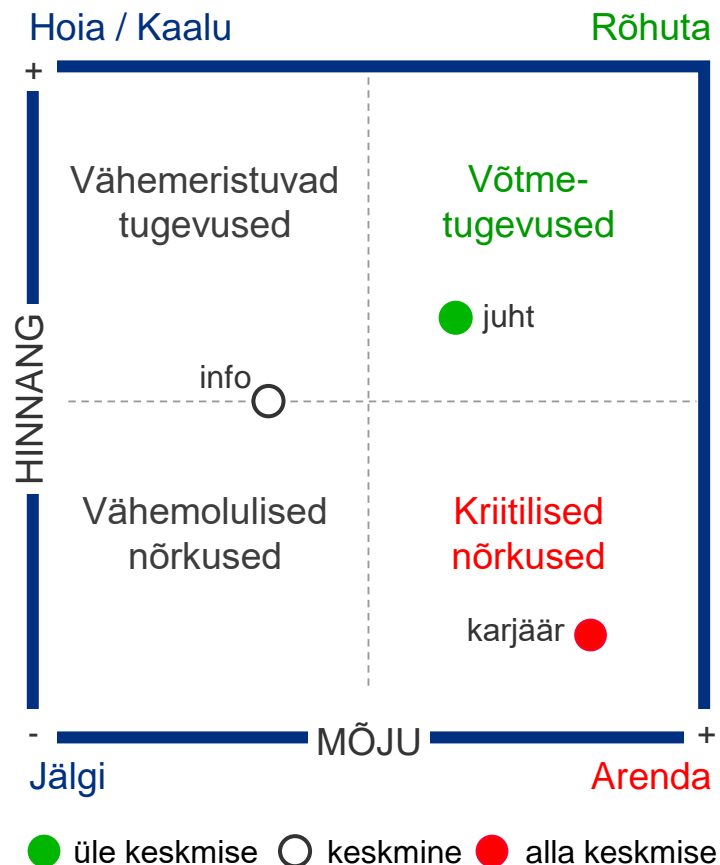 Hoia / Kaalu Rõhuta
+
Vähemeristuvad
tugevused
Võtme-
tugevused
juht
info
HINNANG
Vähemolulised
nõrkused
Kriitilised
nõrkused
karjäär
- MÕJU +
Jälgi Arenda
üle keskmise keskmine alla keskmise